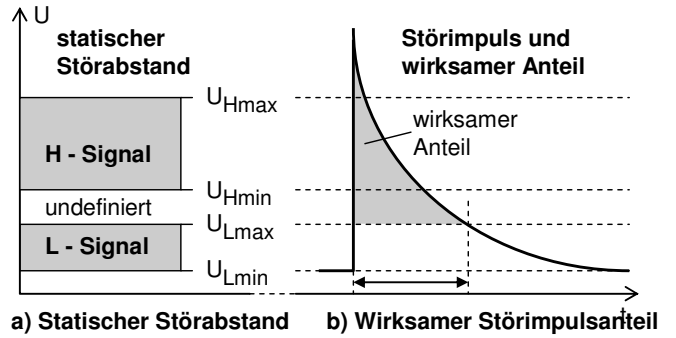 U
statischer
Störabstand
H - Signal
undefiniert
L - Signal
U_Hmax
U_Hmin
U_Lmax
U_Lmin
Störimpuls und
wirksamer Anteil
wirksamer
Anteil
t
a) Statischer Störabstand
b) Wirksamer Störimpulsanteil